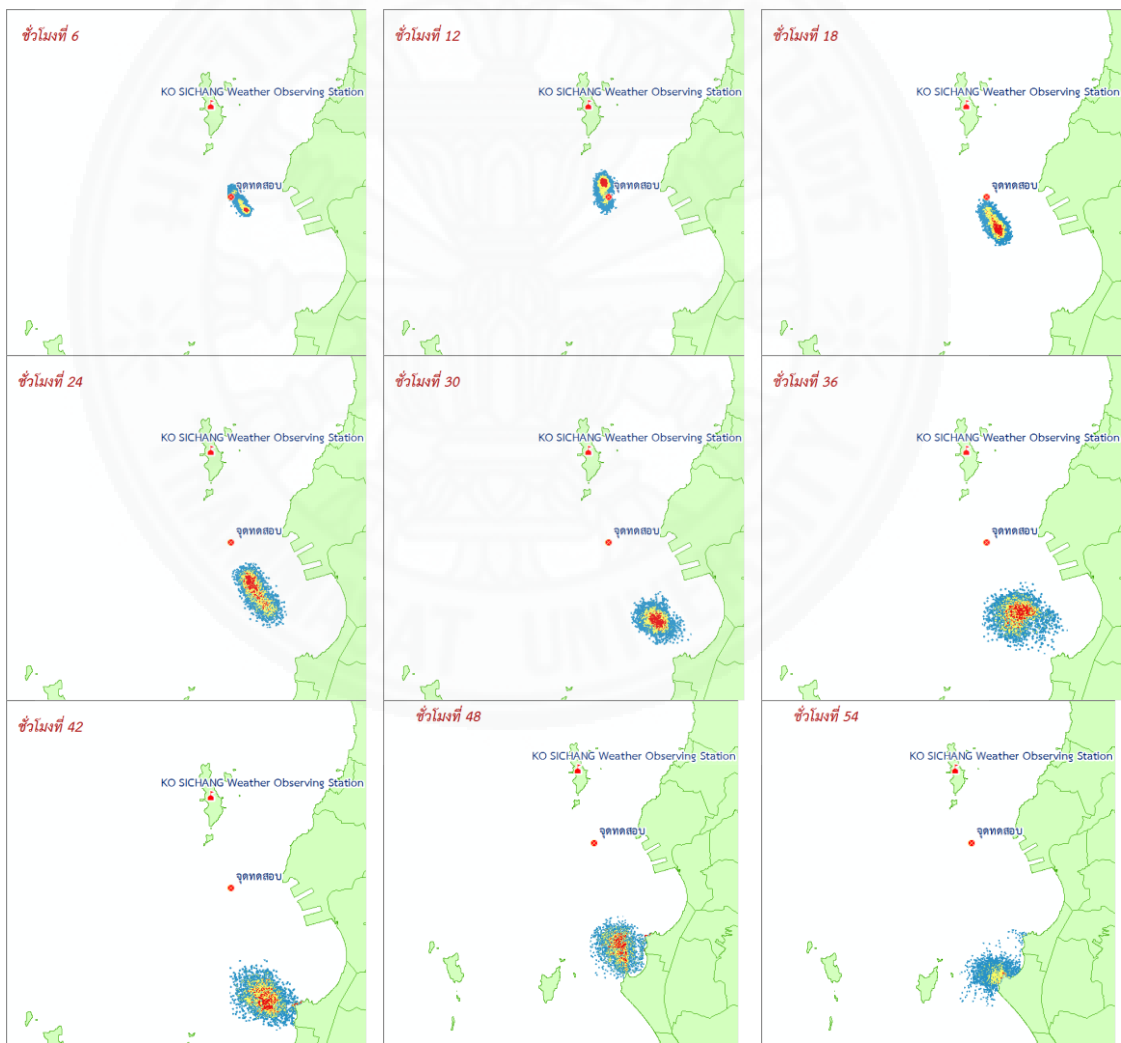 ชั่วโมงที่ 6
KO SICHANG Weather Observing Station
จุดทดสอบ
ชั่วโมงที่ 12
KO SICHANG Weather Observing Station
จุดทดสอบ
ชั่วโมงที่ 18
KO SICHANG Weather Observing Station
จุดทดสอบ
ชั่วโมงที่ 24
KO SICHANG Weather Observing Station
จุดทดสอบ
ชั่วโมงที่ 30
KO SICHANG Weather Observing Station
จุดทดสอบ
ชั่วโมงที่ 36
KO SICHANG Weather Observing Station
จุดทดสอบ
ชั่วโมงที่ 42
KO SICHANG Weather Observing Station
จุดทดสอบ
ชั่วโมงที่ 48
KO SICHANG Weather Observing Station
จุดทดสอบ
ชั่วโมงที่ 54
KO SICHANG Weather Observing Station
จุดทดสอบ